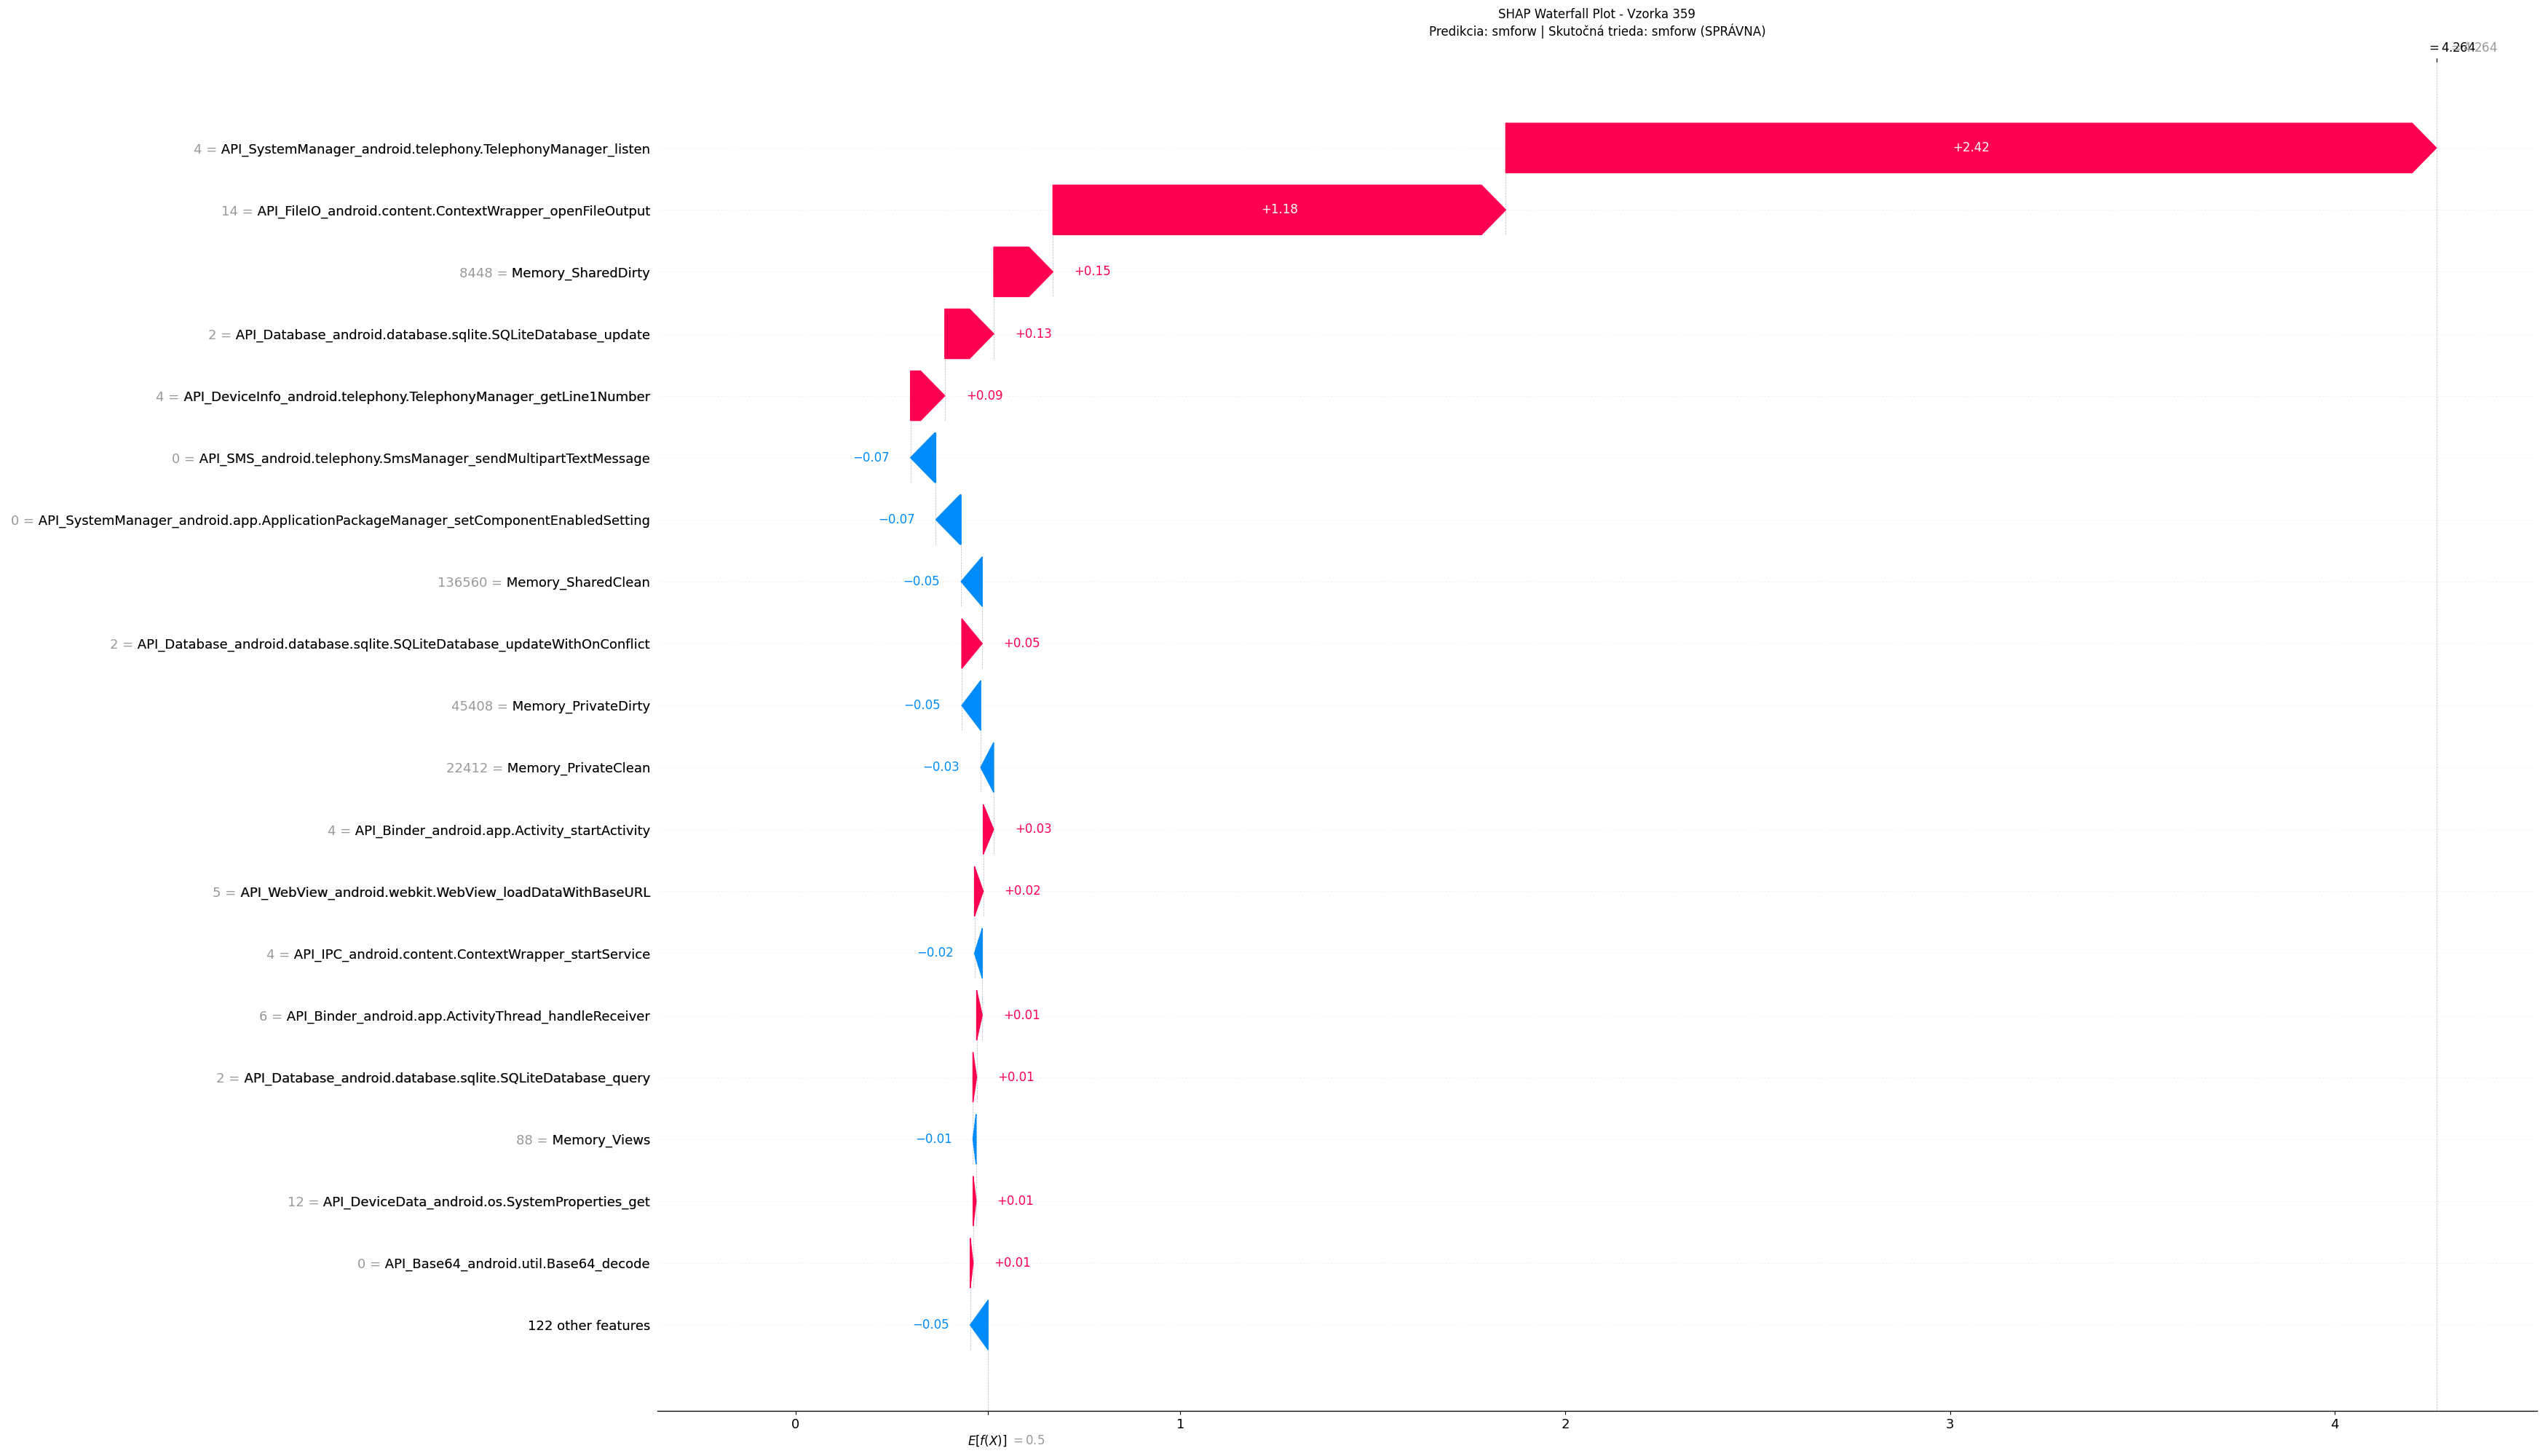 SHAP Waterfall Plot - Vzorka 359
Predikcia: smforw | Skutočná trieda: smforw (SPRÁVNA)
= 4.264
4 = API_SystemManager_android.telephony.TelephonyManager_listen +2.42
14 = API_FileIO_android.content.ContextWrapper_openFileOutput +1.18
8448 = Memory_SharedDirty +0.15
2 = API_Database_android.database.sqlite.SQLiteDatabase_update +0.13
4 = API_DeviceInfo_android.telephony.TelephonyManager_getLine1Number +0.09
0 = API_SMS_android.telephony.SmsManager_sendMultipartTextMessage −0.07
0 = API_SystemManager_android.app.ApplicationPackageManager_setComponentEnabledSetting −0.07
136560 = Memory_SharedClean −0.05
2 = API_Database_android.database.sqlite.SQLiteDatabase_updateWithOnConflict +0.05
45408 = Memory_PrivateDirty −0.05
22412 = Memory_PrivateClean −0.03
4 = API_Binder_android.app.Activity_startActivity +0.03
5 = API_WebView_android.webkit.WebView_loadDataWithBaseURL +0.02
4 = API_IPC_android.content.ContextWrapper_startService −0.02
6 = API_Binder_android.app.ActivityThread_handleReceiver +0.01
2 = API_Database_android.database.sqlite.SQLiteDatabase_query +0.01
88 = Memory_Views −0.01
12 = API_DeviceData_android.os.SystemProperties_get +0.01
0 = API_Base64_android.util.Base64_decode +0.01
122 other features −0.05
0 1 2 3 4
E[f(X)] = 0.5